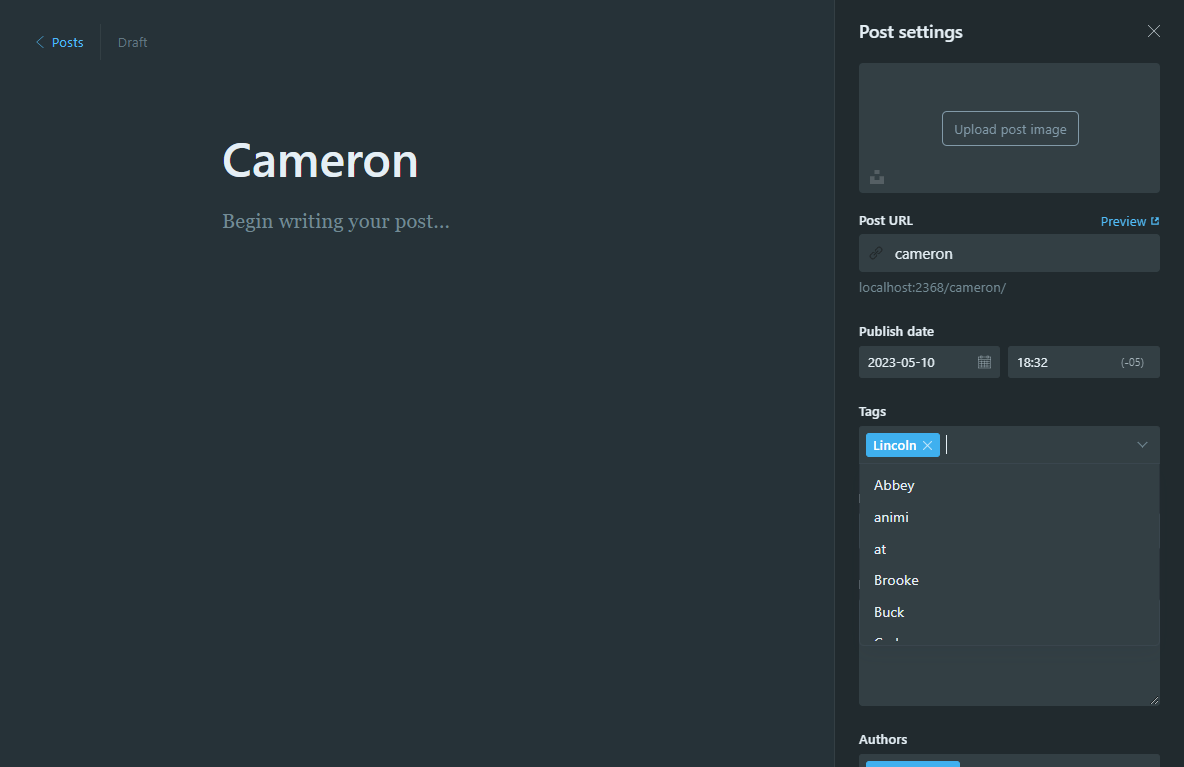 Posts
Draft
Cameron
Begin writing your post...
Post settings
Upload post image
Post URL
Preview
cameron
localhost:2368/cameron/
Publish date
2023-05-10
18:32
(-05)
Tags
Lincoln
Abbey
animi
at
Brooke
Buck
Authors